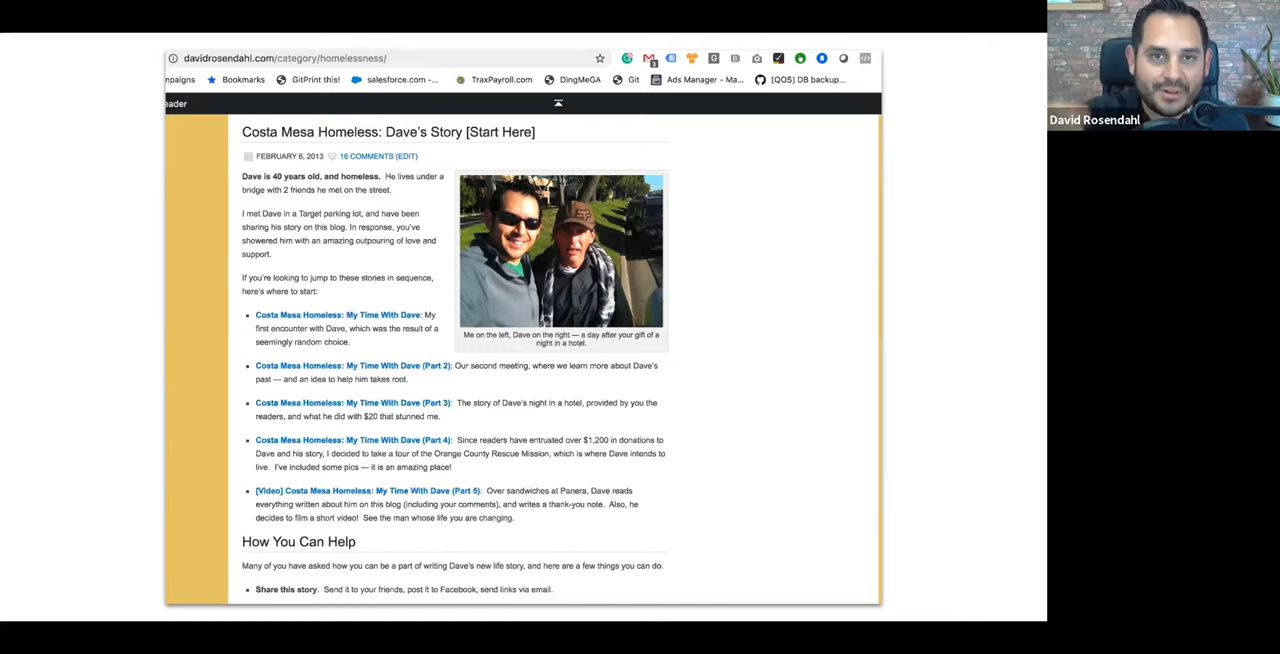 davidrosendahl.com/category/homelessness/
npaigns Bookmarks GitPrint this! salesforce.com -... TraxPayroll.com DingMeGA Git Ads Manager - Ma... [QOS] DB backup...
eader
David Rosendahl
Costa Mesa Homeless: Dave's Story [Start Here]
FEBRUARY 6, 2013 16 COMMENTS (EDIT)
Dave is 40 years old, and homeless. He lives under a
bridge with 2 friends he met on the street.
I met Dave in a Target parking lot, and have been
sharing his story on this blog. In response, you've
showered him with an amazing outpouring of love and
support.
If you're looking to jump to these stories in sequence,
here's where to start:
Me on the left, Dave on the right — a day after your gift of a
night in a hotel.
Costa Mesa Homeless: My Time With Dave: My
first encounter with Dave, which was the result of a
seemingly random choice.
Costa Mesa Homeless: My Time With Dave (Part 2): Our second meeting, where we learn more about Dave's
past — and an idea to help him takes root.
Costa Mesa Homeless: My Time With Dave (Part 3): The story of Dave's night in a hotel, provided by you the
readers, and what he did with $20 that stunned me.
Costa Mesa Homeless: My Time With Dave (Part 4): Since readers have entrusted over $1,200 in donations to
Dave and his story, I decided to take a tour of the Orange County Rescue Mission, which is where Dave intends to
live. I've included some pics — it is an amazing place!
[Video] Costa Mesa Homeless: My Time With Dave (Part 5): Over sandwiches at Panera, Dave reads
everything written about him on this blog (including your comments), and writes a thank-you note. Also, he
decides to film a short video! See the man whose life you are changing.
How You Can Help
Many of you have asked how you can be a part of writing Dave's new life story, and here are a few things you can do:
Share this story. Send it to your friends, post it to Facebook, send links via email.